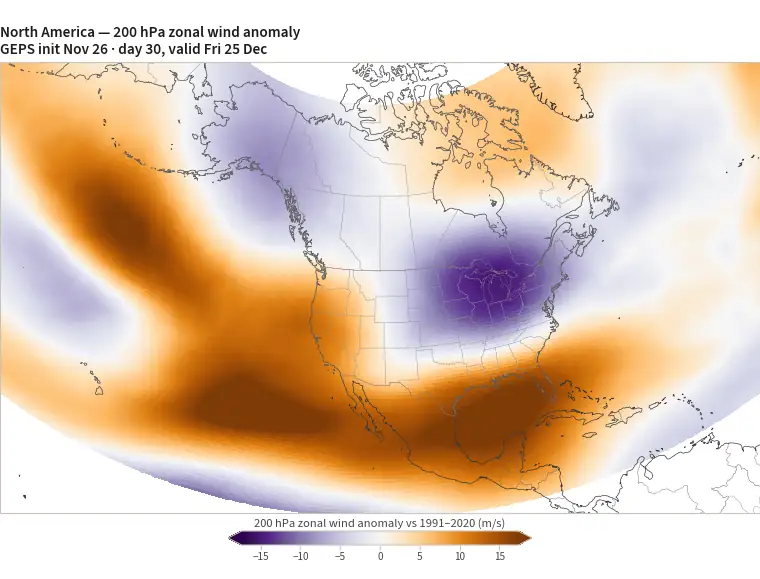 North America — 200 hPa zonal wind anomaly
GEPS init Nov 26 · day 30, valid Fri 25 Dec
200 hPa zonal wind anomaly vs 1991–2020 (m/s)
−15 −10 −5 0 5 10 15